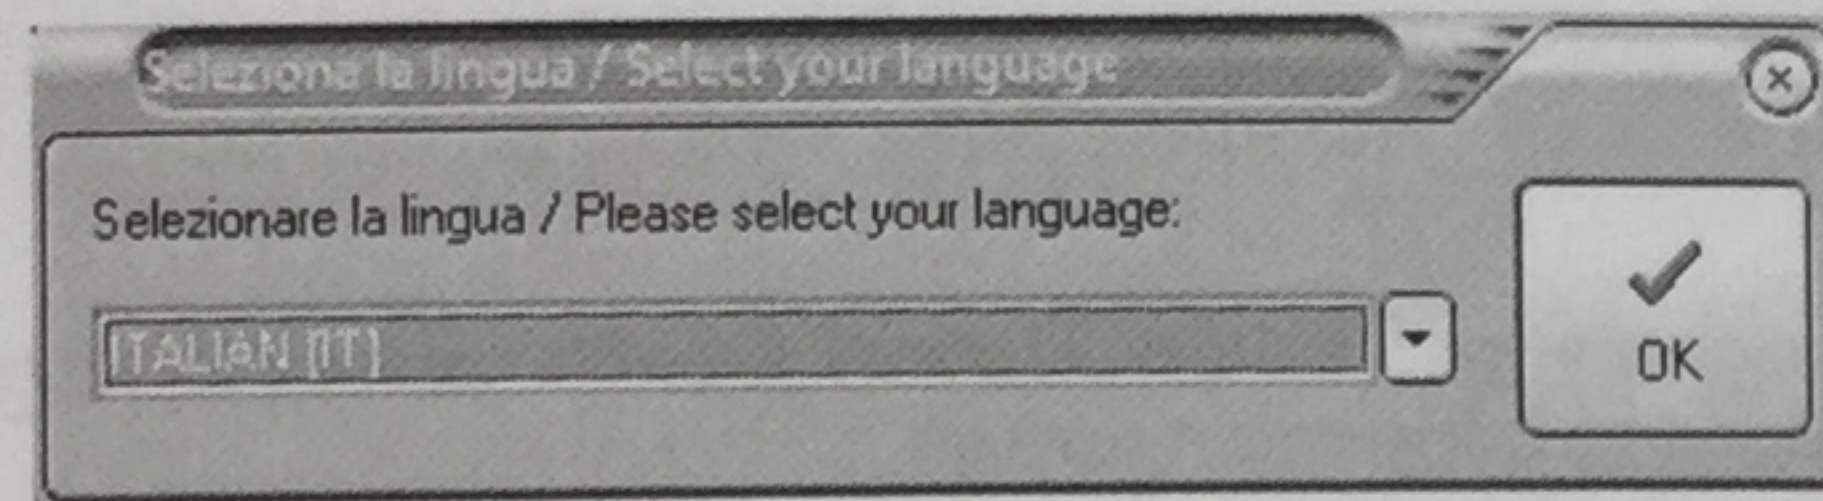 Seleziona la lingua / Select your language
Selezionare la lingua / Please select your language:
ITALIAN [IT]
OK